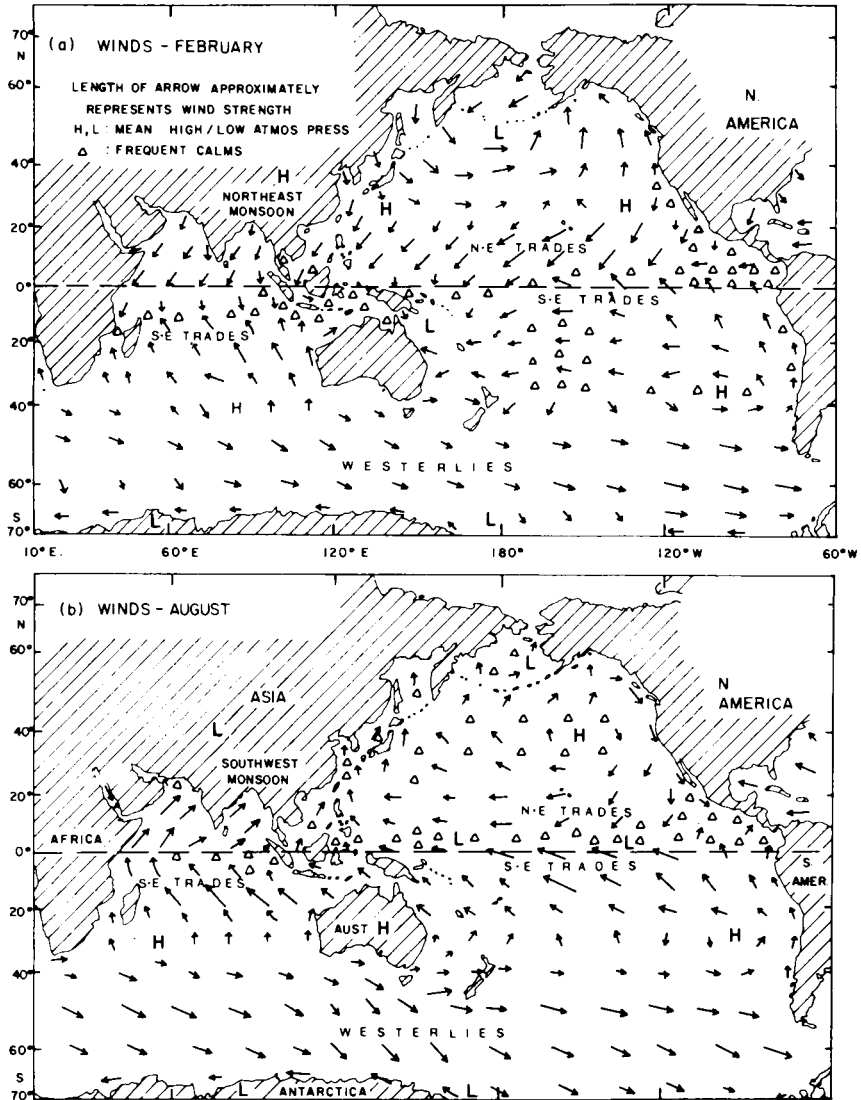 (a) WINDS - FEBRUARY
LENGTH OF ARROW APPROXIMATELY
REPRESENTS WIND STRENGTH
H, L : MEAN HIGH/LOW ATMOS PRESS
△ : FREQUENT CALMS
70°
N
60°
40°
20°
0°
20°
40°
60°
S
70°
N.
AMERICA
L
H
NORTHEAST
MONSOON
H
H
N-E TRADES
S-E TRADES
L
S-E TRADES
H
H
WESTERLIES
L
L
10°E.
60°E
120°E
180°
120°W
60°W
(b) WINDS - AUGUST
70°
N
60°
40°
20°
0°
20°
40°
60°
S
70°
L
ASIA
N
AMERICA
L
H
SOUTHWEST
MONSOON
N-E TRADES
AFRICA
L
L
S-E TRADES
S-E TRADES
S.
AMER.
H
AUST H
H
WESTERLIES
L
ANTARCTICA
L